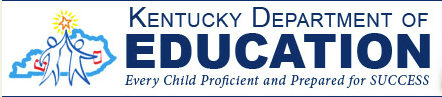 KENTUCKY DEPARTMENT OF
EDUCATION
Every Child Proficient and Prepared for SUCCESS